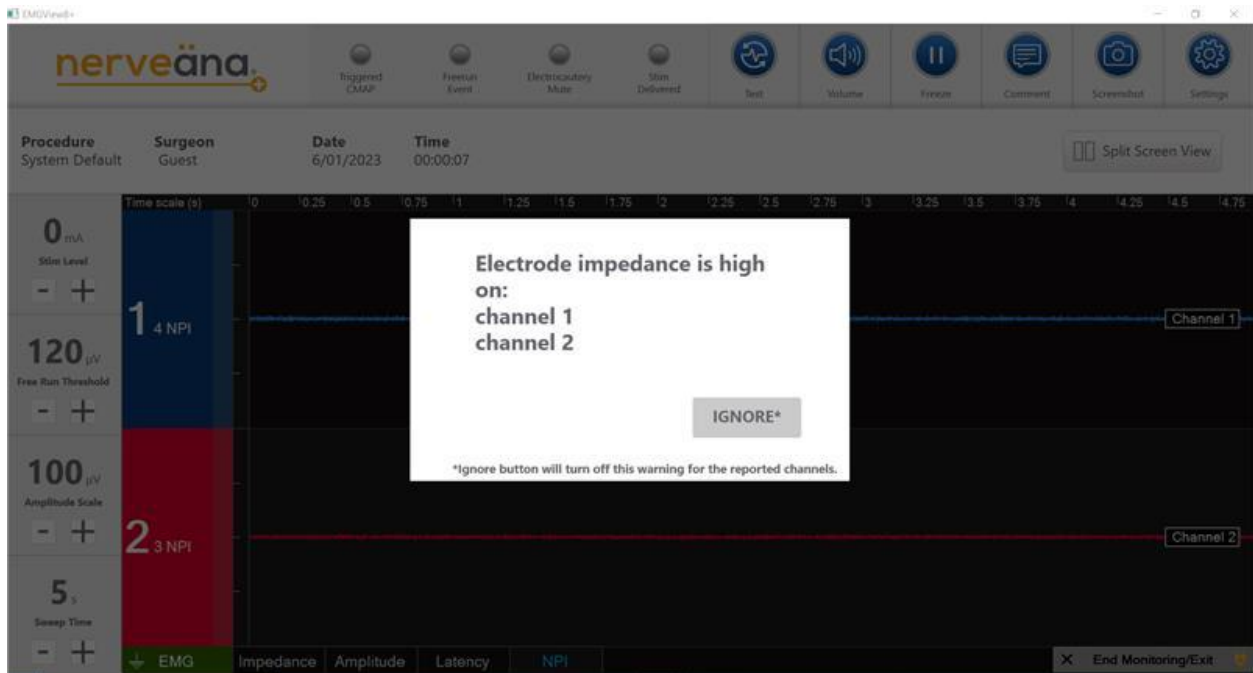 EMGView8+
nerveäna
Triggered CMAP
Freerun Event
Electrocautery Mute
Stim Delivered
Test
Volume
Freeze
Comment
Screenshot
Settings
Procedure
System Default
Surgeon
Guest
Date
6/01/2023
Time
00:00:07
Split Screen View
Time scale (s) 0 0.25 0.5 0.75 1 1.25 1.5 1.75 2 2.25 2.5 2.75 3 3.25 3.5 3.75 4 4.25 4.5 4.75
0 mA
Stim Level
- +
120 µV
Free Run Threshold
- +
100 µV
Amplitude Scale
- +
5 s
Sweep Time
- +
1 4 NPI
Channel 1
2 3 NPI
Channel 2
Electrode impedance is high
on:
channel 1
channel 2
IGNORE*
*Ignore button will turn off this warning for the reported channels.
EMG Impedance Amplitude Latency NPI
X End Monitoring/Exit